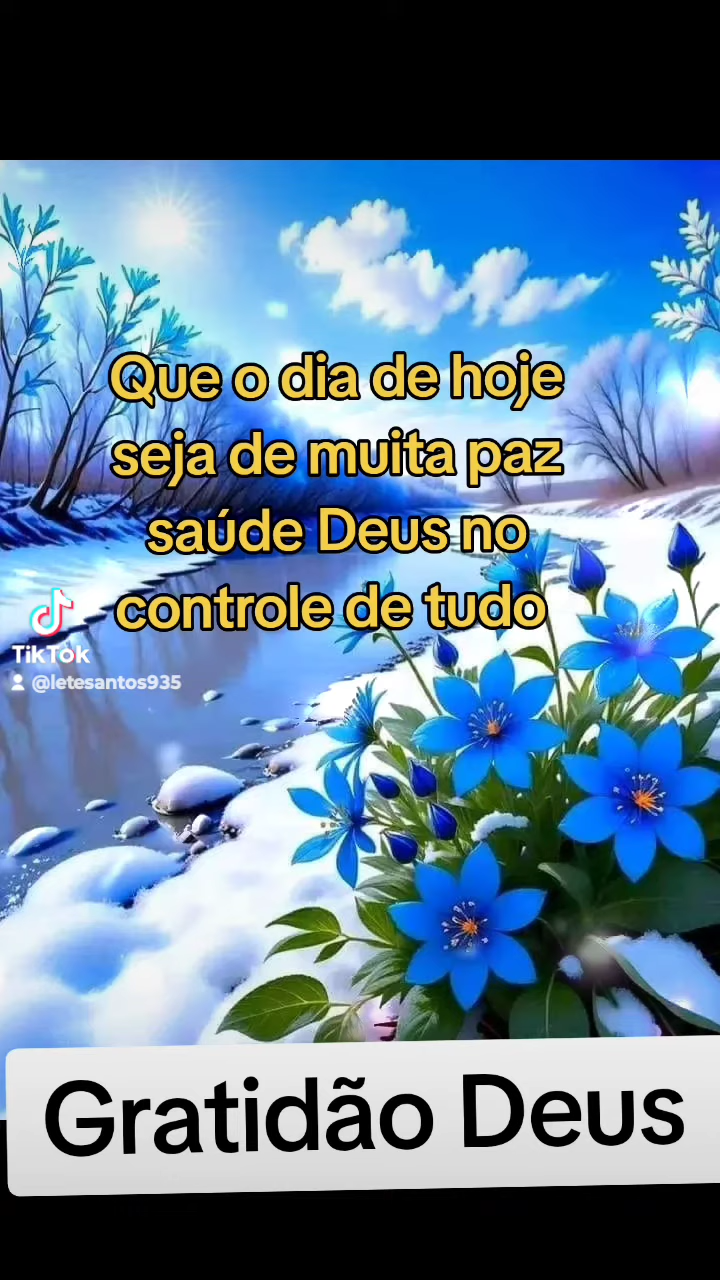 Que o dia de hoje
seja de muita paz
saúde Deus no
controle de tudo
TikTok
@letesantos935
Gratidão Deus